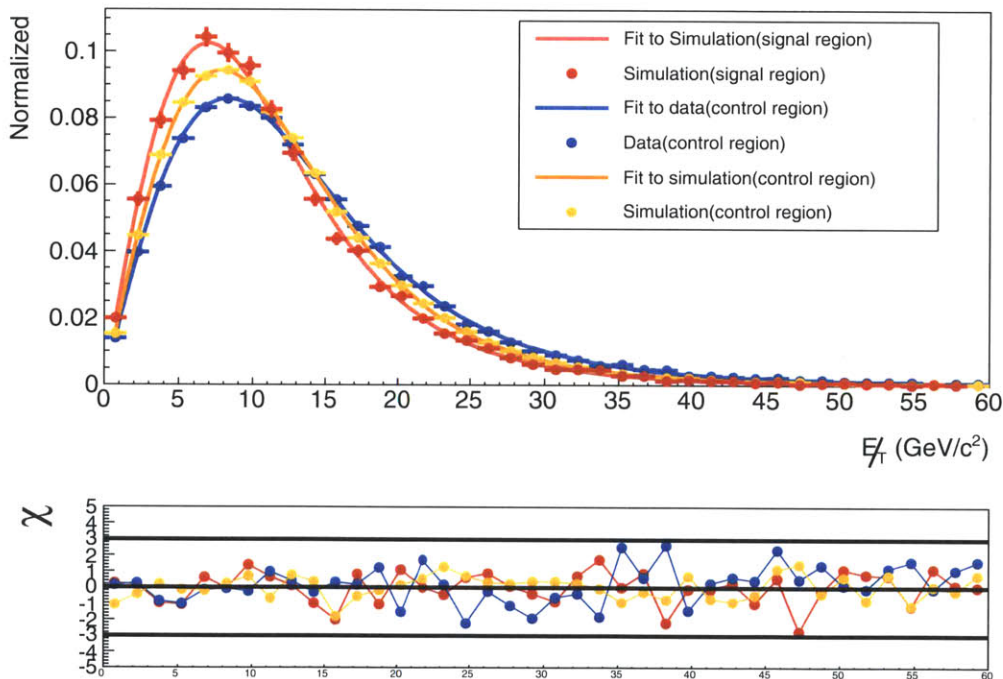 Normalized
0.1
0.08
0.06
0.04
0.02
0
Fit to Simulation(signal region)
Simulation(signal region)
Fit to data(control region)
Data(control region)
Fit to simulation(control region)
Simulation(control region)
0 5 10 15 20 25 30 35 40 45 50 55 60
E̸T (GeV/c²)
χ
5
4
3
2
1
0
-1
-2
-3
-4
-5
0 5 10 15 20 25 30 35 40 45 50 55 60